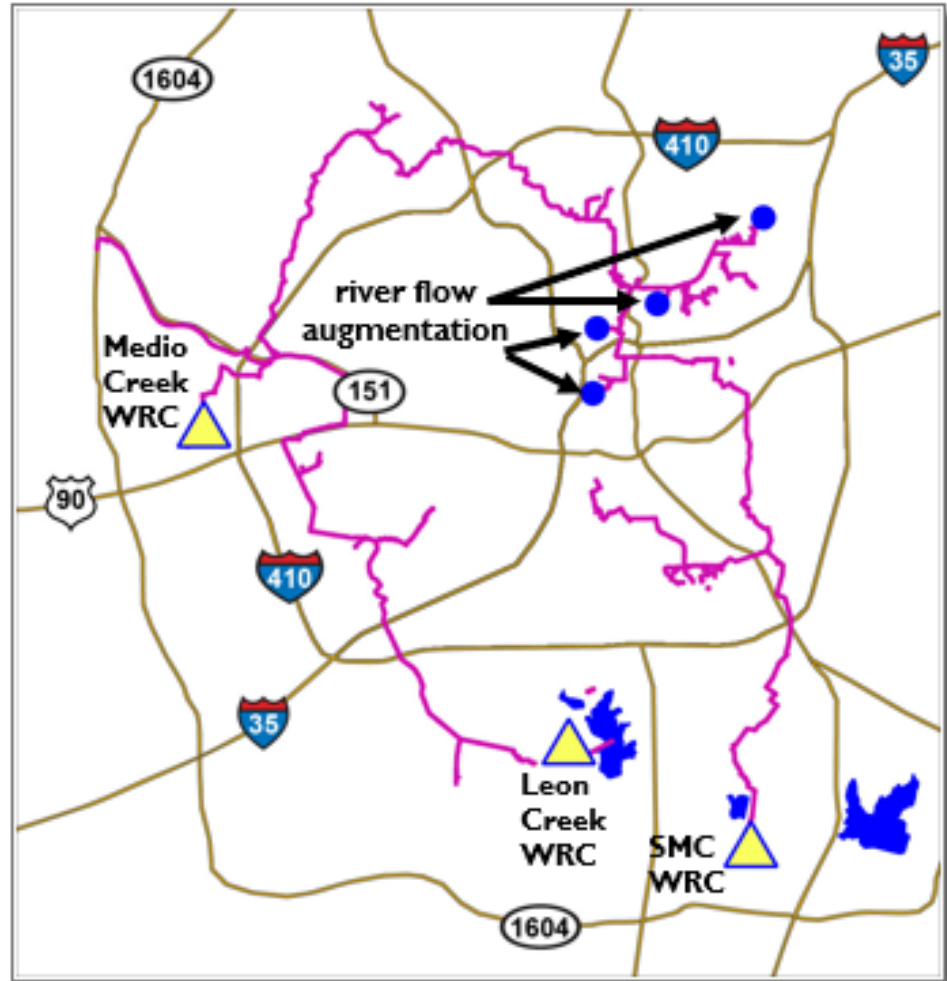 35
1604
410
river flow
augmentation
Medio
Creek
WRC
151
90
410
35
Leon
Creek
WRC
SMC
WRC
1604